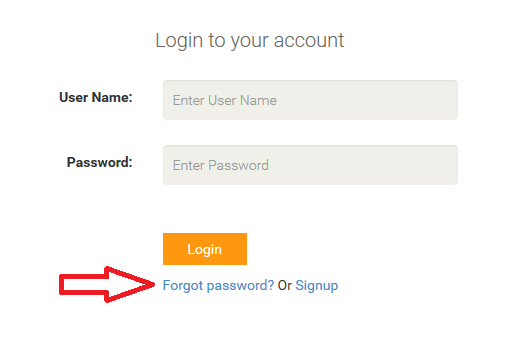 Login to your account
User Name: Enter User Name
Password: Enter Password
Login
Forgot password? Or Signup